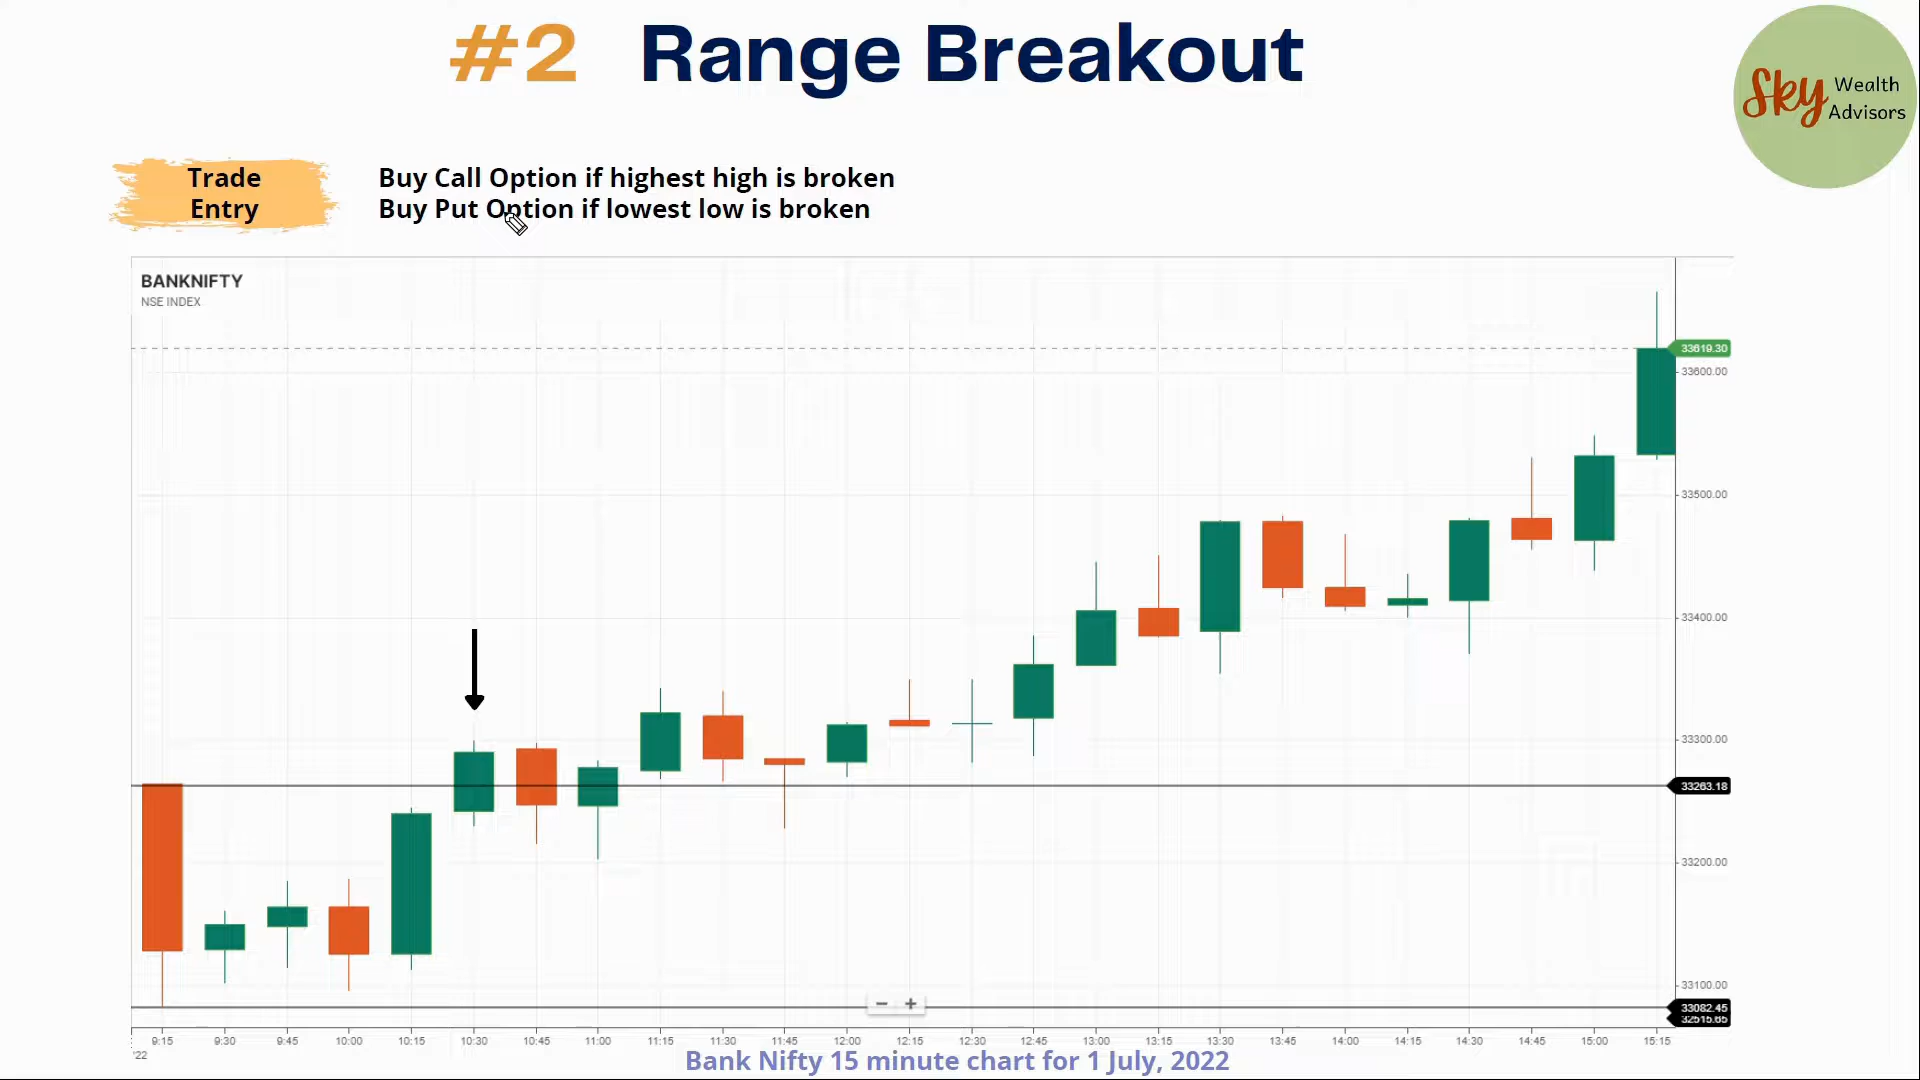 #2 Range Breakout
Sky Wealth
Advisors
Trade
Entry
Buy Call Option if highest high is broken
Buy Put Option if lowest low is broken
BANKNIFTY
NSE INDEX
33619.30
33600.00
33500.00
33400.00
33300.00
33263.18
33200.00
33100.00
33082.45
32515.65
− +
9:15 9:30 9:45 10:00 10:15 10:30 10:45 11:00 11:15 11:30 11:45 12:00 12:15 12:30 12:45 13:00 13:15 13:30 13:45 14:00 14:15 14:30 14:45 15:00 15:15
'22
Bank Nifty 15 minute chart for 1 July, 2022